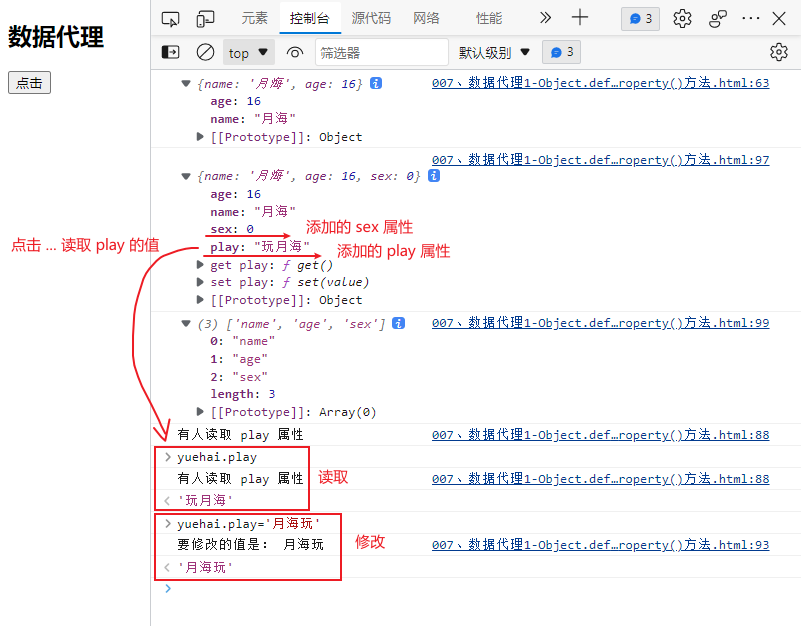 数据代理
点击
元素 控制台 源代码 网络 性能 3
top 筛选器 默认级别 3
{name: '月海', age: 16} 007、数据代理1-Object.def…roperty()方法.html:63
age: 16
name: "月海"
[[Prototype]]: Object
007、数据代理1-Object.def…roperty()方法.html:97
{name: '月海', age: 16, sex: 0}
age: 16
name: "月海"
sex: 0 添加的 sex 属性
点击 ... 读取 play 的值 play: "玩月海" 添加的 play 属性
get play: ƒ get()
set play: ƒ set(value)
[[Prototype]]: Object
(3) ['name', 'age', 'sex'] 007、数据代理1-Object.def…roperty()方法.html:99
0: "name"
1: "age"
2: "sex"
length: 3
[[Prototype]]: Array(0)
有人读取 play 属性 007、数据代理1-Object.def…roperty()方法.html:88
> yuehai.play
有人读取 play 属性 读取 007、数据代理1-Object.def…roperty()方法.html:88
< '玩月海'
> yuehai.play='月海玩'
要修改的值是： 月海玩 修改 007、数据代理1-Object.def…roperty()方法.html:93
< '月海玩'
>